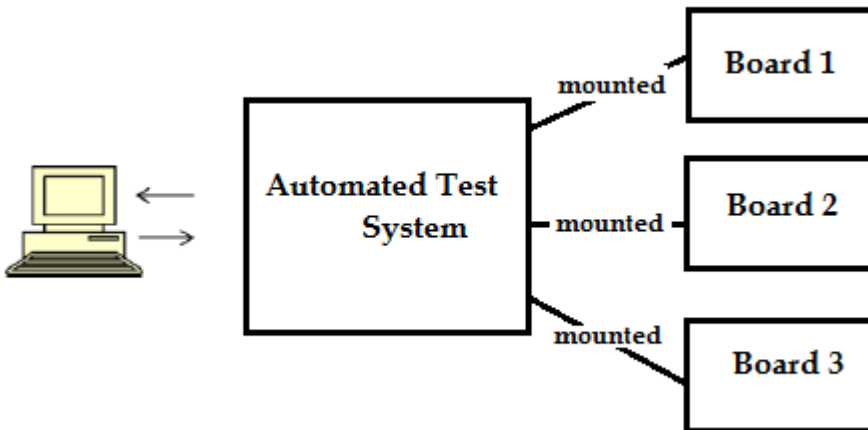 Automated Test
System
mounted
Board 1
mounted
Board 2
mounted
Board 3